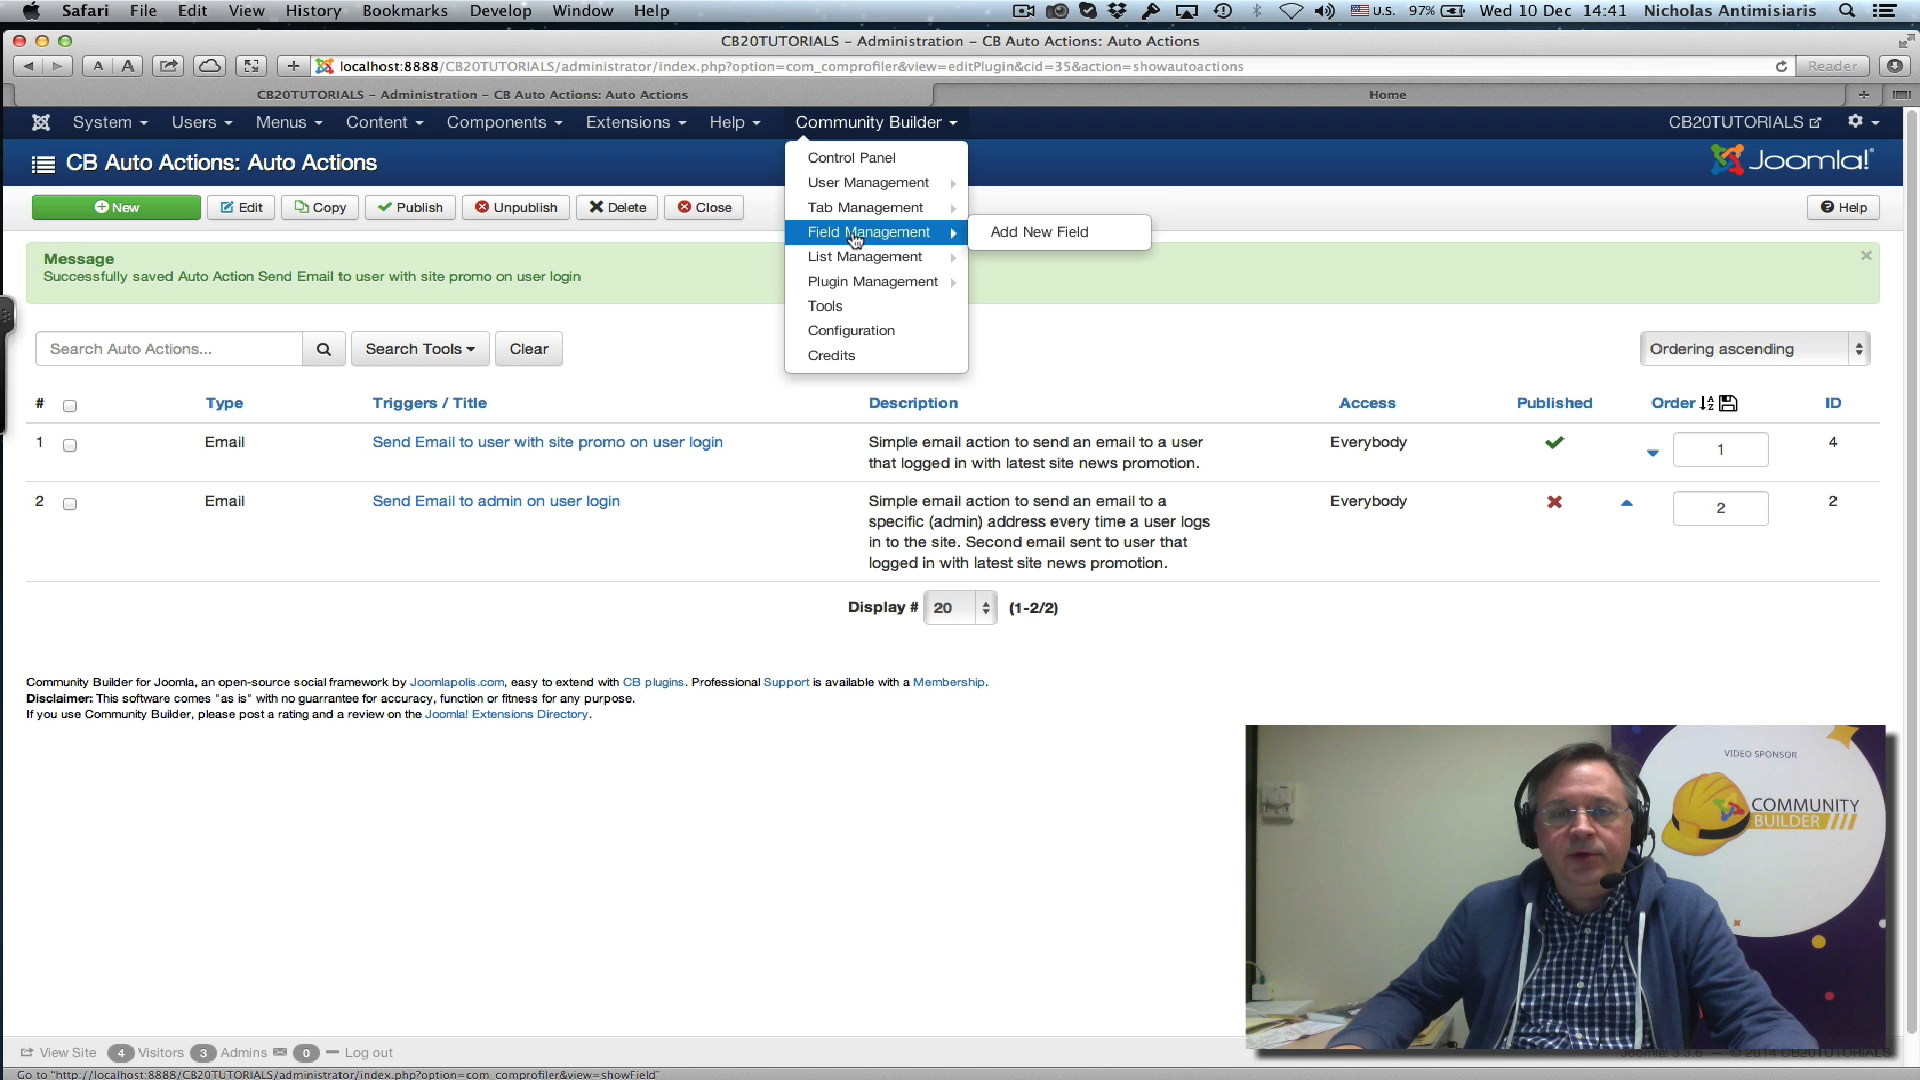 Safari File Edit View History Bookmarks Develop Window Help U.S. 97% Wed 10 Dec 14:41 Nicholas Antimisiaris
CB20TUTORIALS - Administration - CB Auto Actions: Auto Actions
A A localhost:8888/CB20TUTORIALS/administrator/index.php?option=com_comprofiler&view=editPlugin&cid=35&action=showautoactions Reader
CB20TUTORIALS - Administration - CB Auto Actions: Auto Actions Home
System Users Menus Content Components Extensions Help Community Builder CB20TUTORIALS
CB Auto Actions: Auto Actions Joomla!
New Edit Copy Publish Unpublish Delete Close Help
Control Panel
User Management
Tab Management
Field Management Add New Field
List Management
Plugin Management
Tools
Configuration
Credits
Message
Successfully saved Auto Action Send Email to user with site promo on user login
Search Auto Actions... Search Tools Clear Ordering ascending
# Type Triggers / Title Description Access Published Order ID
1 Email Send Email to user with site promo on user login Simple email action to send an email to a user Everybody 1 4
that logged in with latest site news promotion.
2 Email Send Email to admin on user login Simple email action to send an email to a Everybody 2 2
specific (admin) address every time a user logs
in to the site. Second email sent to user that
logged in with latest site news promotion.
Display # 20 (1-2/2)
Community Builder for Joomla, an open-source social framework by Joomlapolis.com, easy to extend with CB plugins. Professional Support is available with a Membership.
Disclaimer: This software comes "as is" with no guarrantee for accuracy, function or fitness for any purpose.
If you use Community Builder, please post a rating and a review on the Joomla! Extensions Directory.
VIDEO SPONSOR
COMMUNITY
BUILDER
View Site 4 Visitors 3 Admins 0 Log out Joomla! 3.3.6 — © 2014 CB20TUTORIALS
Go to "http://localhost:8888/CB20TUTORIALS/administrator/index.php?option=com_comprofiler&view=showField"